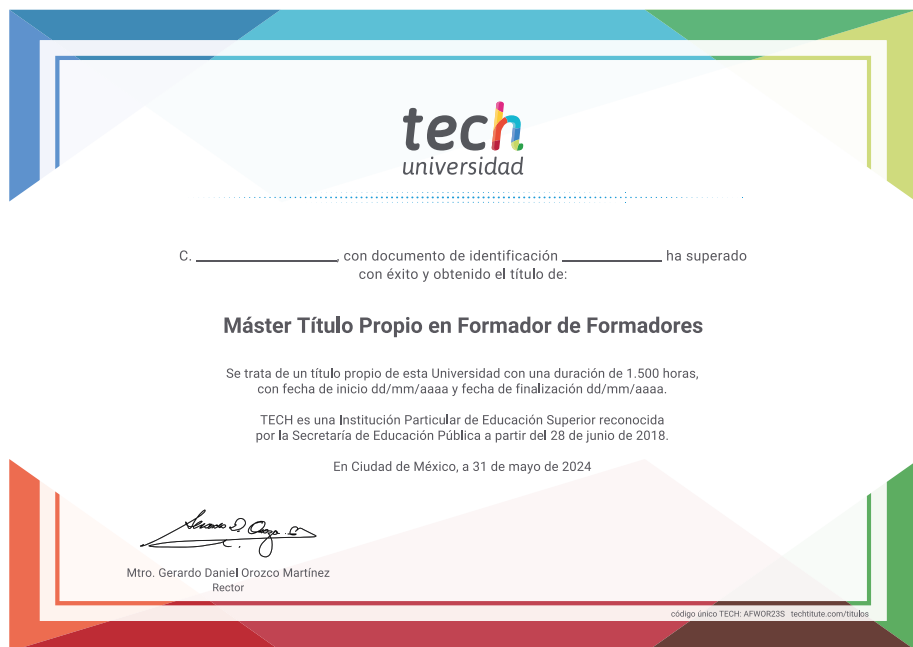 tech
universidad
C. ____________, con documento de identificación ____________ ha superado
con éxito y obtenido el título de:
Máster Título Propio en Formador de Formadores
Se trata de un título propio de esta Universidad con una duración de 1.500 horas,
con fecha de inicio dd/mm/aaaa y fecha de finalización dd/mm/aaaa.
TECH es una Institución Particular de Educación Superior reconocida
por la Secretaría de Educación Pública a partir del 28 de junio de 2018.
En Ciudad de México, a 31 de mayo de 2024
Mtro. Gerardo Daniel Orozco Martínez
Rector
código único TECH: AFWOR23S techtitute.com/titulos